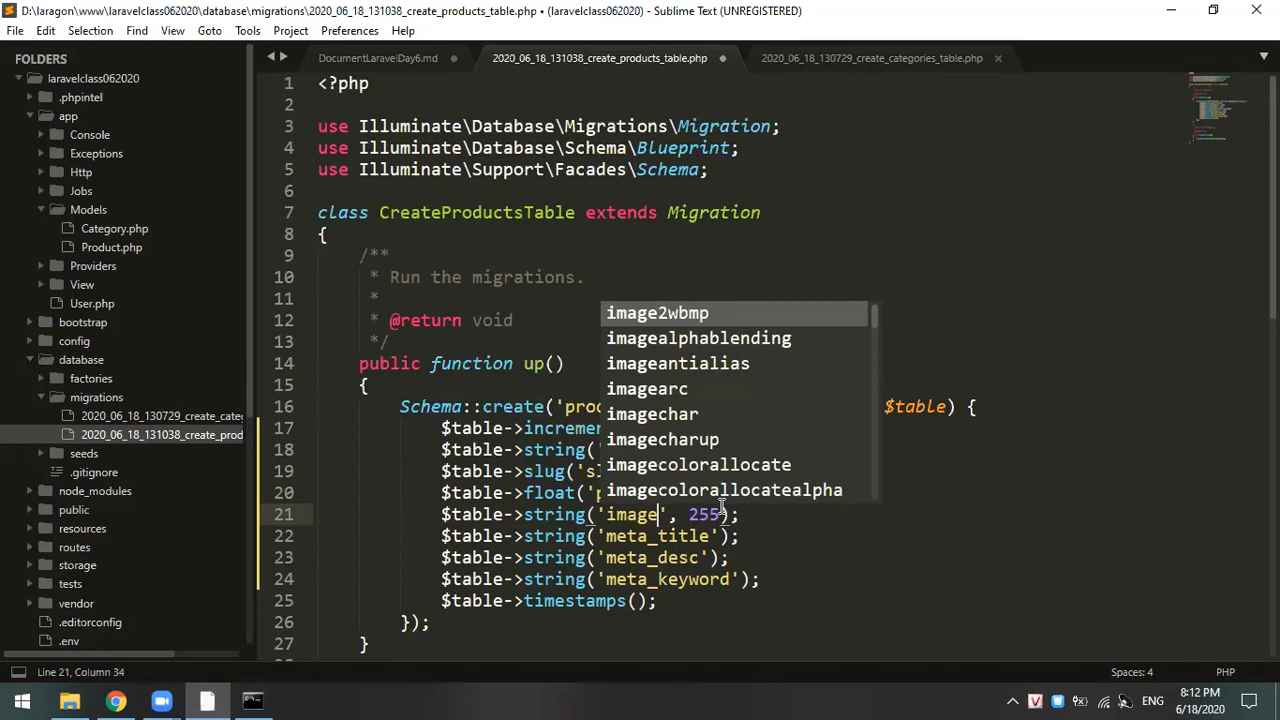 D:\laragon\www\laravelclass062020\database\migrations\2020_06_18_131038_create_products_table.php • (laravelclass062020) - Sublime Text (UNREGISTERED)
File Edit Selection Find View Goto Tools Project Preferences Help
FOLDERS
laravelclass062020
.phpintel
app
Console
Exceptions
Http
Jobs
Models
Category.php
Product.php
Providers
View
User.php
bootstrap
config
database
factories
migrations
2020_06_18_130729_create_cate
2020_06_18_131038_create_prod
seeds
.gitignore
node_modules
public
resources
routes
storage
tests
vendor
.editorconfig
.env
DocumentLaravelDay6.md
2020_06_18_131038_create_products_table.php
2020_06_18_130729_create_categories_table.php
1 <?php
2
3 use Illuminate\Database\Migrations\Migration;
4 use Illuminate\Database\Schema\Blueprint;
5 use Illuminate\Support\Facades\Schema;
6
7 class CreateProductsTable extends Migration
8 {
9 /**
10 * Run the migrations.
11 *
12 * @return void
13 */
14 public function up()
15 {
16 Schema::create('pro $table) {
17 $table->incremen
18 $table->string('
19 $table->slug('sl
20 $table->float('p
21 $table->string('image', 255);
22 $table->string('meta_title');
23 $table->string('meta_desc');
24 $table->string('meta_keyword');
25 $table->timestamps();
26 });
27 }
image2wbmp
imagealphablending
imageantialias
imagearc
imagechar
imagecharup
imagecolorallocate
imagecolorallocatealpha
Line 21, Column 34
Spaces: 4
PHP
V
ENG
8:12 PM
6/18/2020